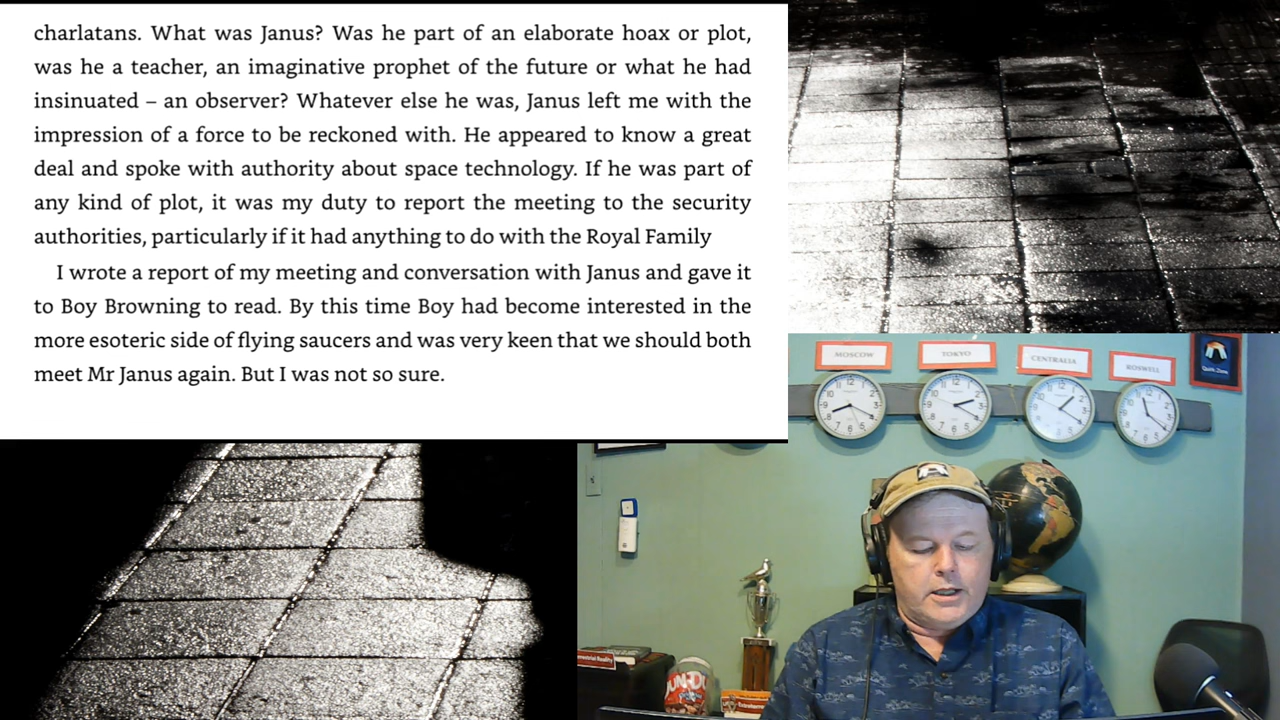 charlatans. What was Janus? Was he part of an elaborate hoax or plot,
was he a teacher, an imaginative prophet of the future or what he had
insinuated – an observer? Whatever else he was, Janus left me with the
impression of a force to be reckoned with. He appeared to know a great
deal and spoke with authority about space technology. If he was part of
any kind of plot, it was my duty to report the meeting to the security
authorities, particularly if it had anything to do with the Royal Family
I wrote a report of my meeting and conversation with Janus and gave it
to Boy Browning to read. By this time Boy had become interested in the
more esoteric side of flying saucers and was very keen that we should both
meet Mr Janus again. But I was not so sure.
MOSCOW
TOKYO
CENTRALIA
ROSWELL